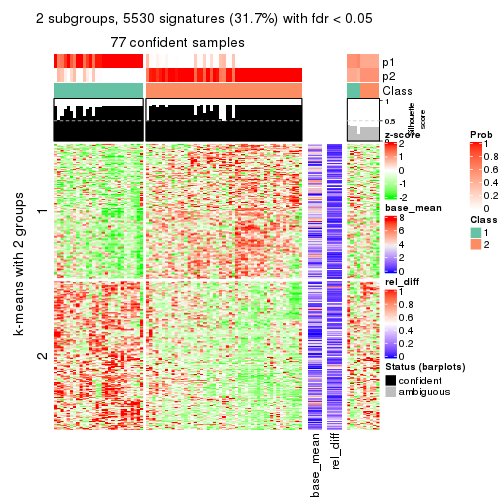 2 subgroups, 5530 signatures (31.7%) with fdr < 0.05
77 confident samples
p1
p2
Class
1
0.5
0
Silhouette
score
k-means with 2 groups
1
2
base_mean
rel_diff
z-score
2
1
0
-1
-2
base_mean
8
6
4
2
0
rel_diff
1
0.8
0.6
0.4
0.2
0
Status (barplots)
confident
ambiguous
Prob
1
0.8
0.6
0.4
0.2
0
Class
1
2